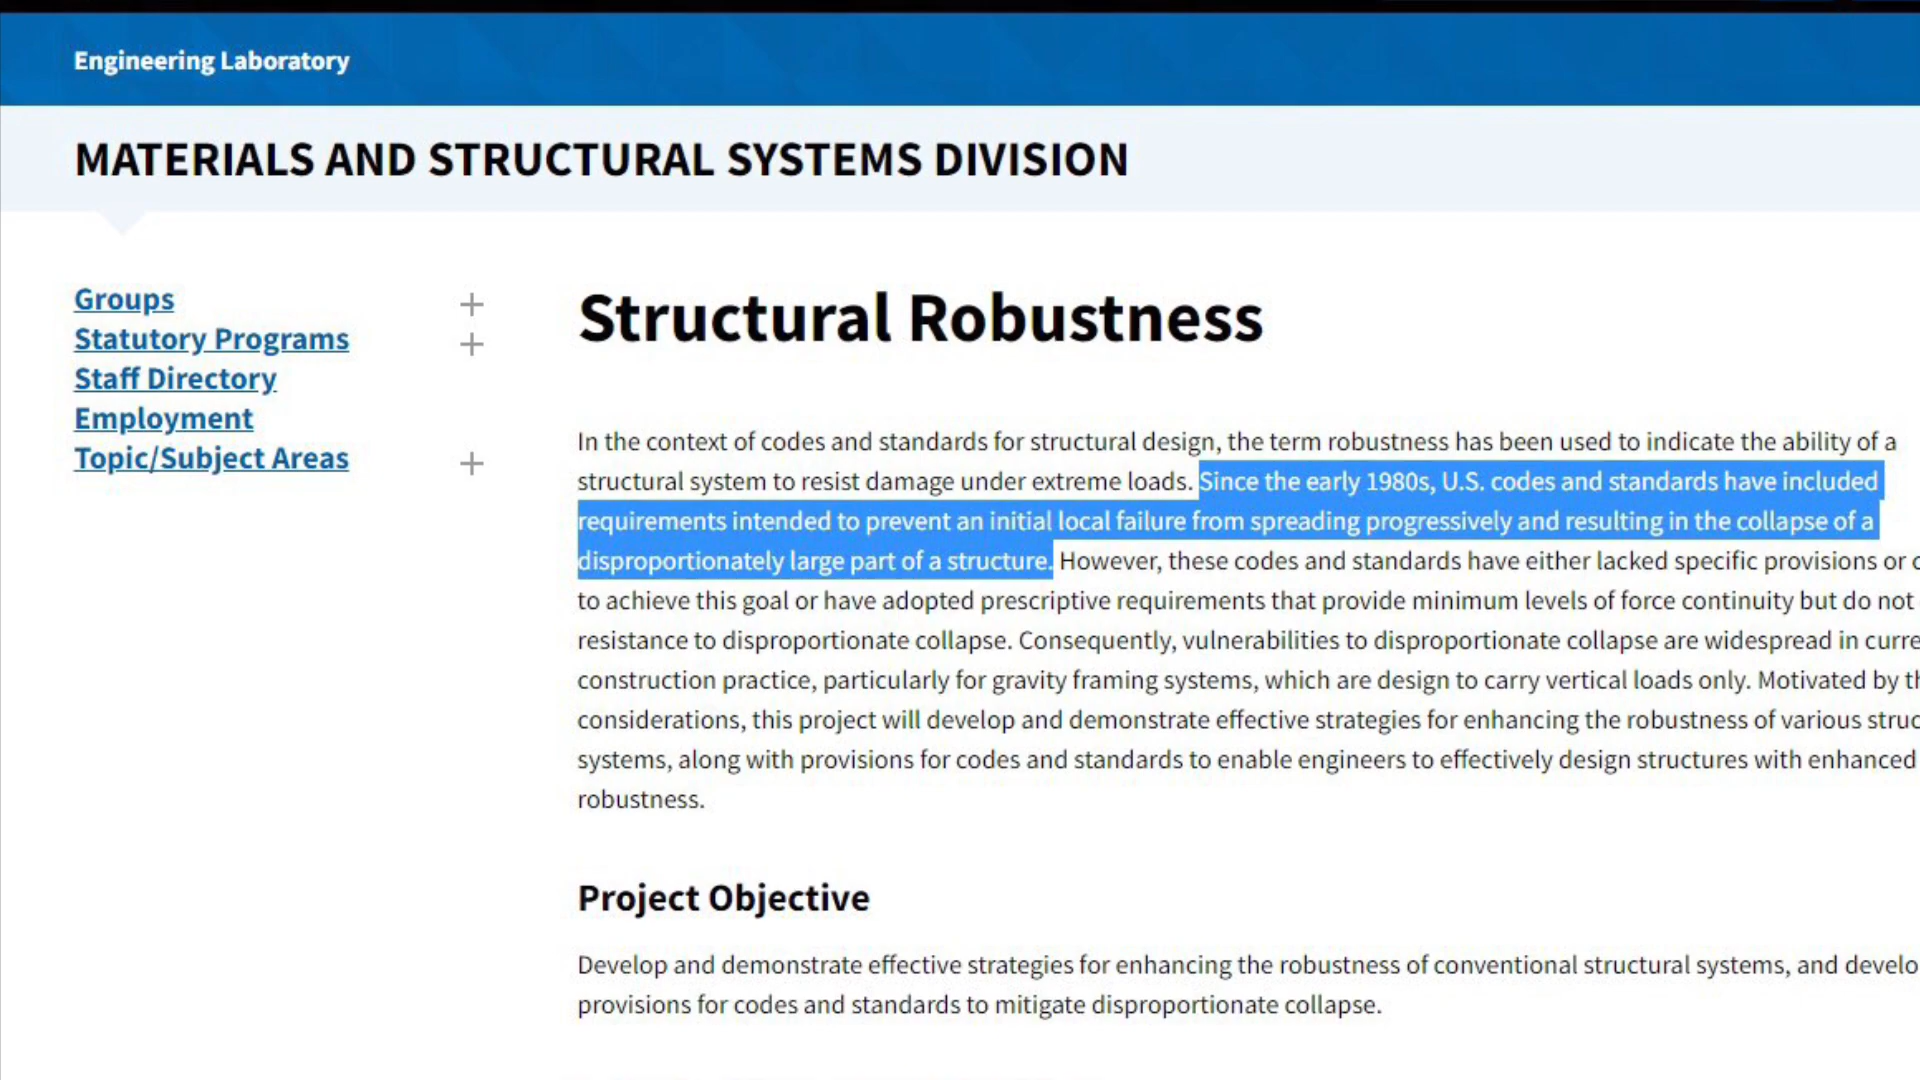 Engineering Laboratory
MATERIALS AND STRUCTURAL SYSTEMS DIVISION
Groups
Statutory Programs
Staff Directory
Employment
Topic/Subject Areas
Structural Robustness
In the context of codes and standards for structural design, the term robustness has been used to indicate the ability of a
structural system to resist damage under extreme loads. Since the early 1980s, U.S. codes and standards have included
requirements intended to prevent an initial local failure from spreading progressively and resulting in the collapse of a
disproportionately large part of a structure. However, these codes and standards have either lacked specific provisions or
to achieve this goal or have adopted prescriptive requirements that provide minimum levels of force continuity but do not
resistance to disproportionate collapse. Consequently, vulnerabilities to disproportionate collapse are widespread in
construction practice, particularly for gravity framing systems, which are design to carry vertical loads only. Motivated by
considerations, this project will develop and demonstrate effective strategies for enhancing the robustness of various
systems, along with provisions for codes and standards to enable engineers to effectively design structures with enhanced
robustness.
Project Objective
Develop and demonstrate effective strategies for enhancing the robustness of conventional structural systems, and
provisions for codes and standards to mitigate disproportionate collapse.